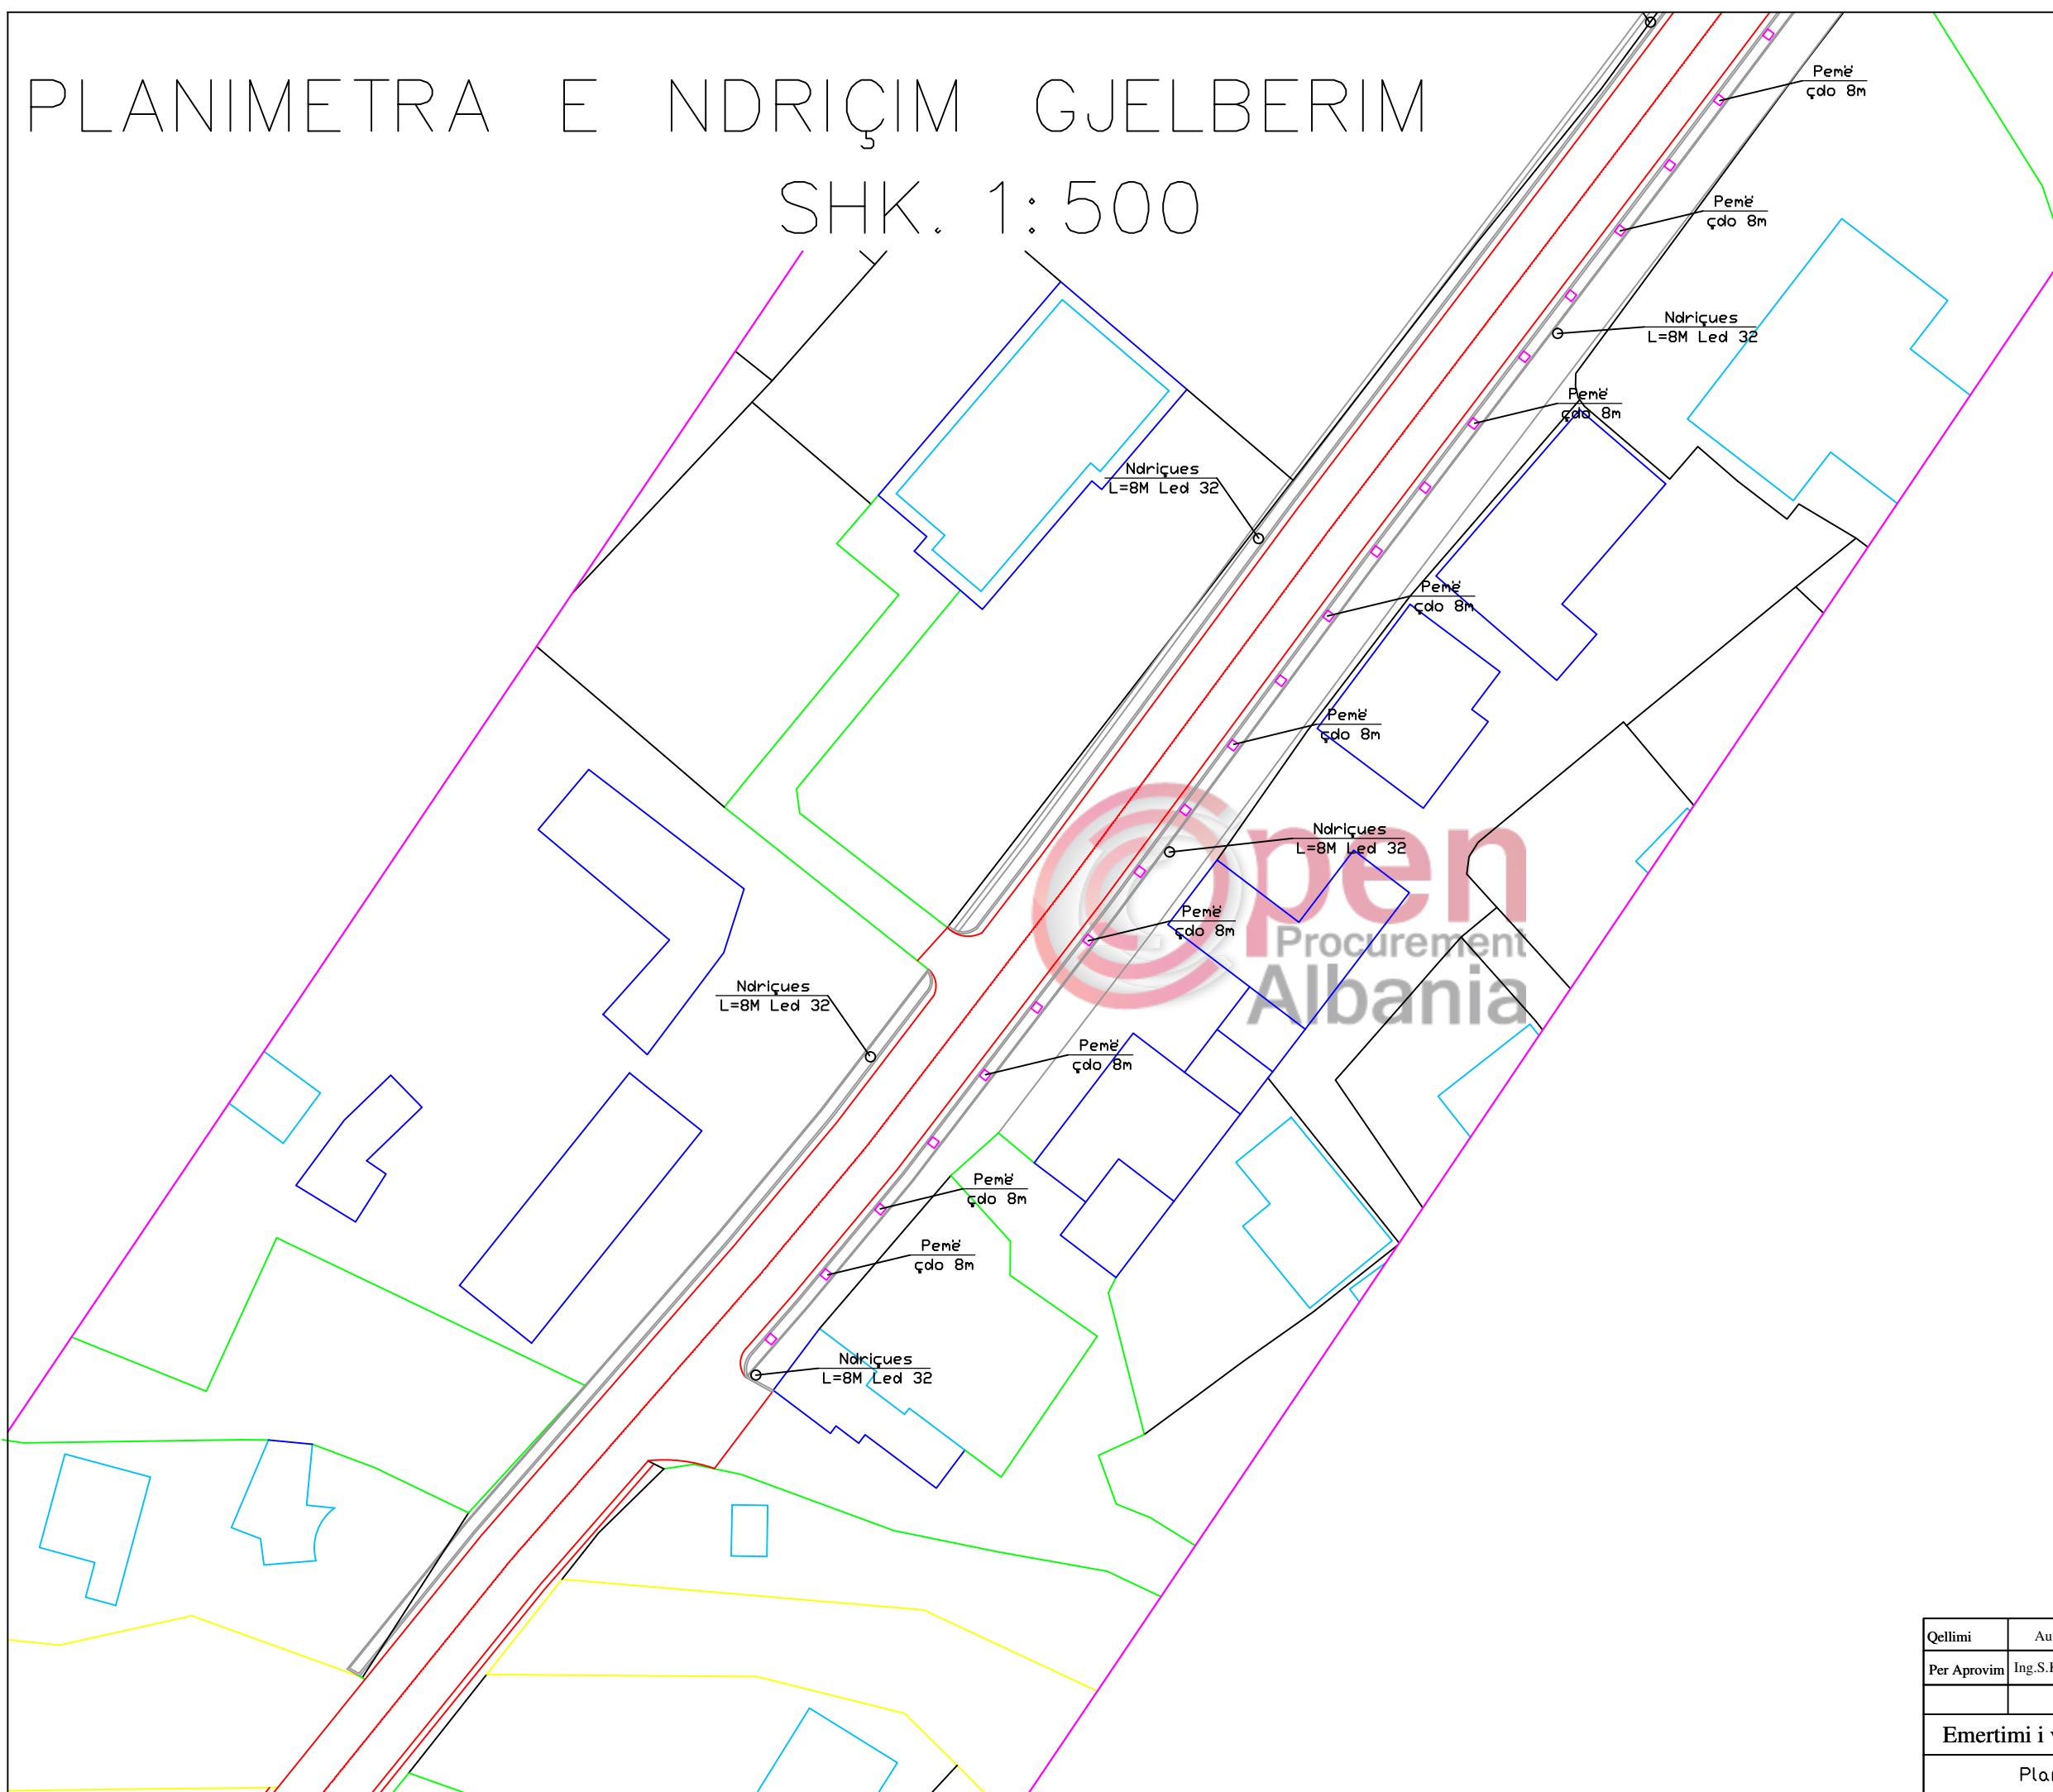 PLANIMETRA E NDRIÇIM GJELBERIM
SHK. 1:500
Pemë
çdo 8m
Pemë
çdo 8m
Ndriçues
L=8M Led 32
Pemë
çdo 8m
Ndriçues
L=8M Led 32
Pemë
çdo 8m
Pemë
çdo 8m
Ndriçues
L=8M Led 32
Pemë
çdo 8m
Ndriçues
L=8M Led 32
Pemë
çdo 8m
Pemë
çdo 8m
Pemë
çdo 8m
Ndriçues
L=8M Led 32
Open
Procurement
Albania
Qellimi
Per Aprovim
Emertimi i